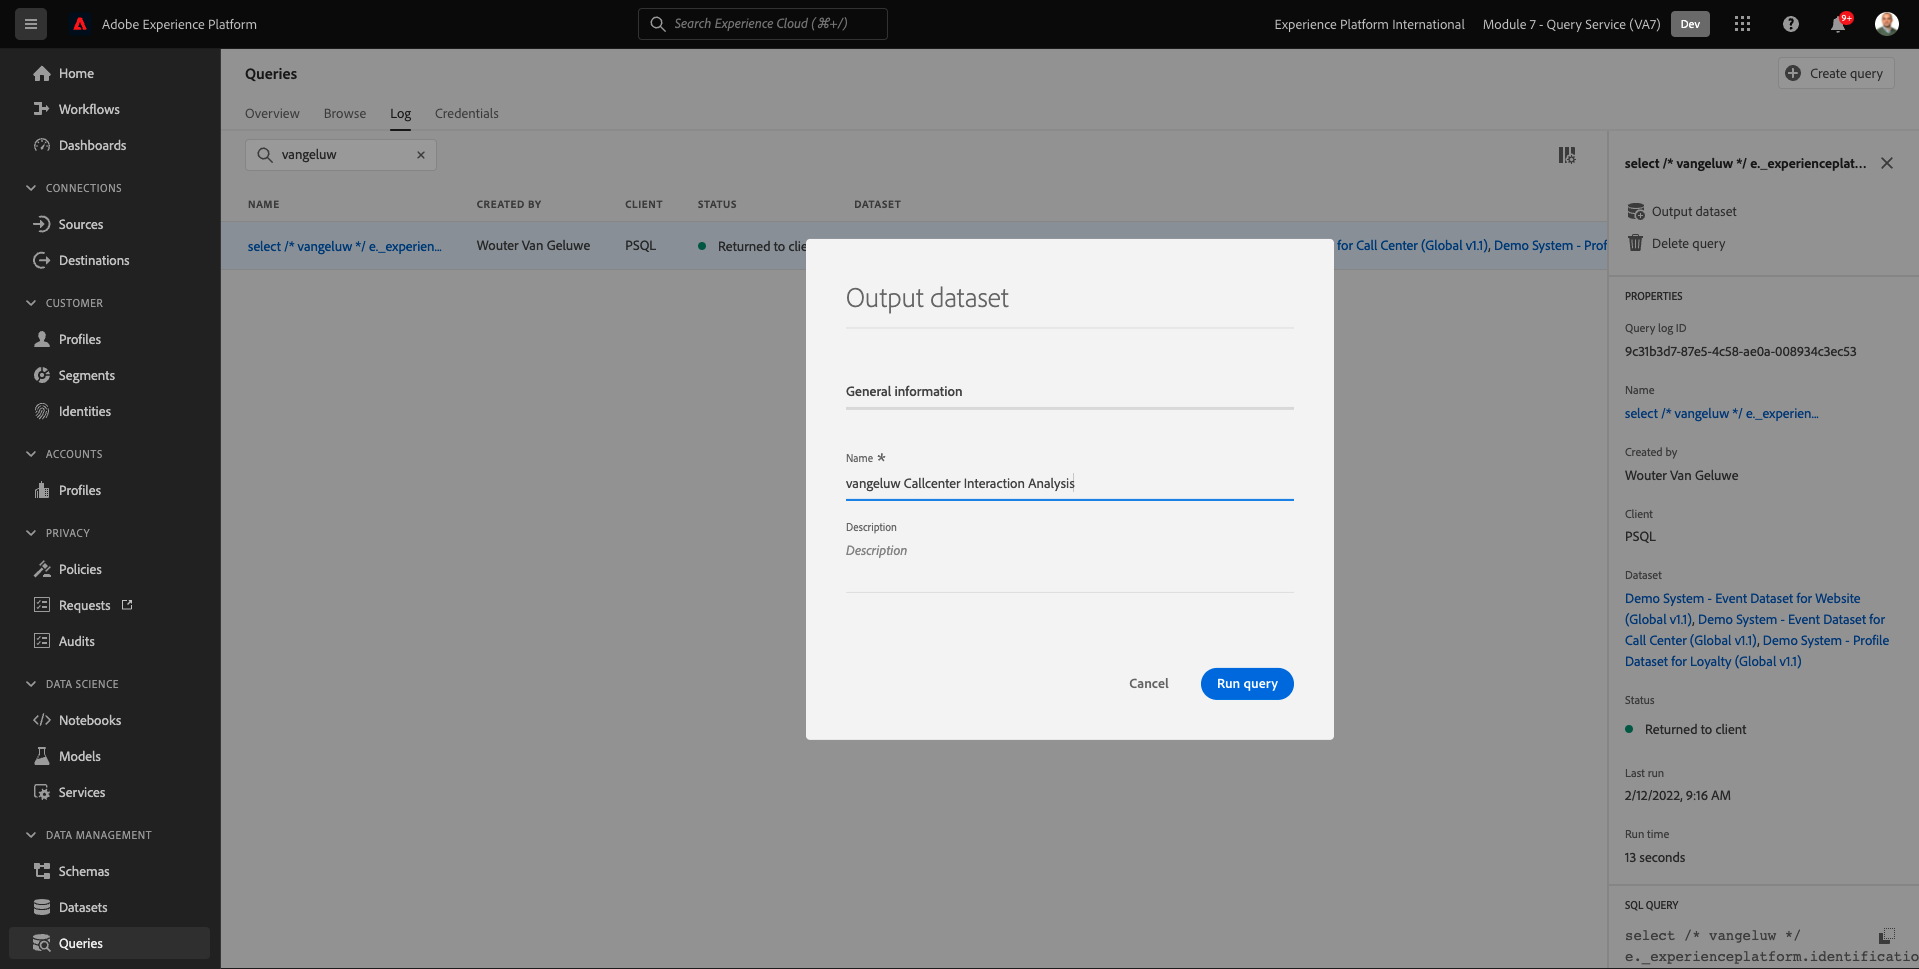 Adobe Experience Platform
Search Experience Cloud (⌘+/)
Experience Platform International
Module 7 - Query Service (VA7)
Dev
9+
Home
Workflows
Dashboards
CONNECTIONS
Sources
Destinations
CUSTOMER
Profiles
Segments
Identities
ACCOUNTS
Profiles
PRIVACY
Policies
Requests
Audits
DATA SCIENCE
Notebooks
Models
Services
DATA MANAGEMENT
Schemas
Datasets
Queries
Queries
Create query
Overview Browse Log Credentials
vangeluw
NAME CREATED BY CLIENT STATUS DATASET
select /* vangeluw */ e._experien... Wouter Van Geluwe PSQL Returned to clie for Call Center (Global v1.1), Demo System - Prof
Output dataset
General information
Name *
vangeluw Callcenter Interaction Analysis
Description
Description
Cancel
Run query
select /* vangeluw */ e._experienceplat...
Output dataset
Delete query
PROPERTIES
Query log ID
9c31b3d7-87e5-4c58-ae0a-008934c3ec53
Name
select /* vangeluw */ e._experien...
Created by
Wouter Van Geluwe
Client
PSQL
Dataset
Demo System - Event Dataset for Website
(Global v1.1), Demo System - Event Dataset for
Call Center (Global v1.1), Demo System - Profile
Dataset for Loyalty (Global v1.1)
Status
Returned to client
Last run
2/12/2022, 9:16 AM
Run time
13 seconds
SQL QUERY
select /* vangeluw */
e._experienceplatform.identificatio